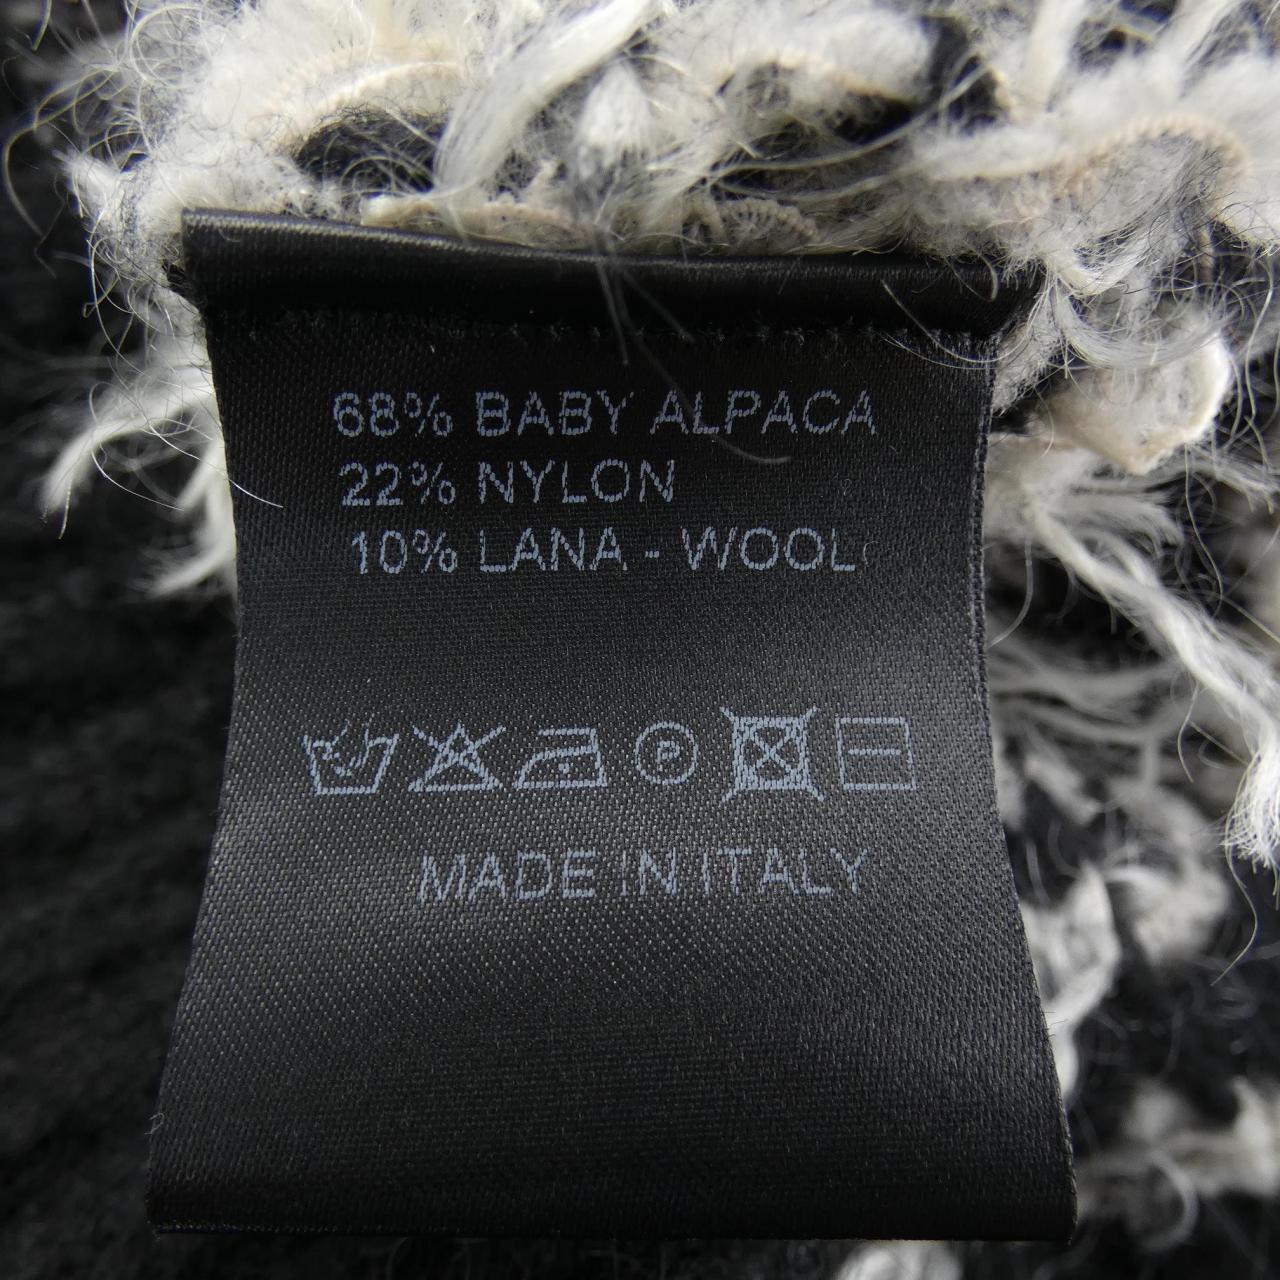 68% BABY ALPACA
22% NYLON
10% LANA - WOOL
P
MADE IN ITALY